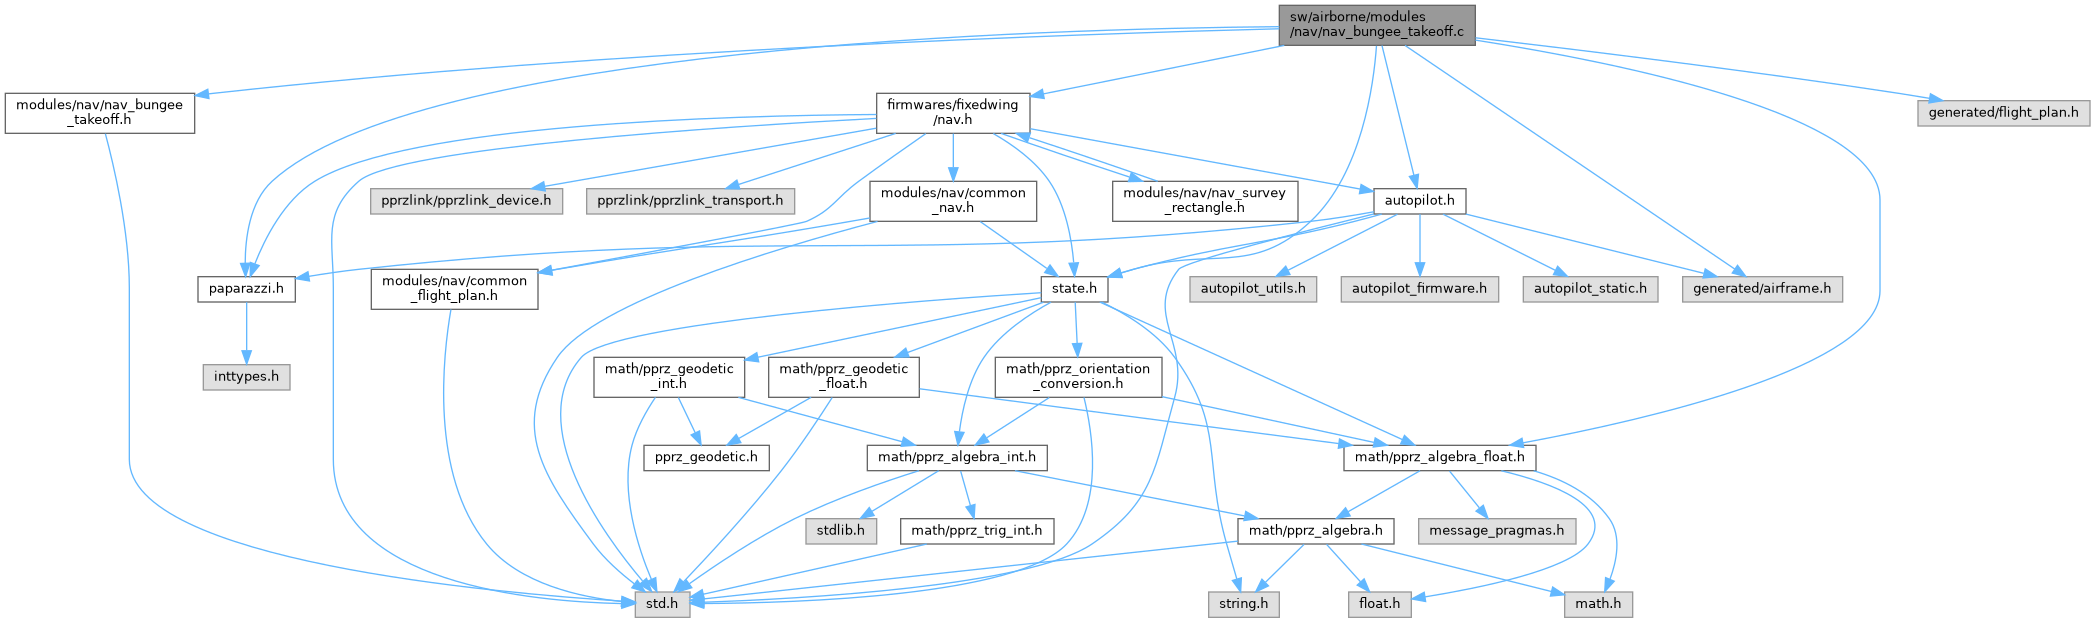 sw/airborne/modules
/nav/nav_bungee_takeoff.c
modules/nav/nav_bungee
_takeoff.h
firmwares/fixedwing
/nav.h
generated/flight_plan.h
pprzlink/pprzlink_device.h
pprzlink/pprzlink_transport.h
modules/nav/common
_nav.h
modules/nav/nav_survey
_rectangle.h
autopilot.h
paparazzi.h
modules/nav/common
_flight_plan.h
state.h
autopilot_utils.h
autopilot_firmware.h
autopilot_static.h
generated/airframe.h
inttypes.h
math/pprz_geodetic
_int.h
math/pprz_geodetic
_float.h
math/pprz_orientation
_conversion.h
pprz_geodetic.h
math/pprz_algebra_int.h
math/pprz_algebra_float.h
stdlib.h
math/pprz_trig_int.h
math/pprz_algebra.h
message_pragmas.h
std.h
string.h
float.h
math.h